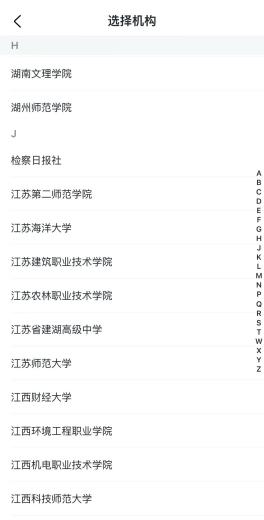 选择机构
H
湖南文理学院
湖州师范学院
J
检察日报社
江苏第二师范学院
江苏海洋大学
江苏建筑职业技术学院
江苏农林职业技术学院
江苏省建湖高级中学
江苏师范大学
江西财经大学
江西环境工程职业学院
江西机电职业技术学院
江西科技师范大学
A
B
C
D
E
F
G
H
J
K
L
M
N
P
Q
R
S
T
W
X
Y
Z